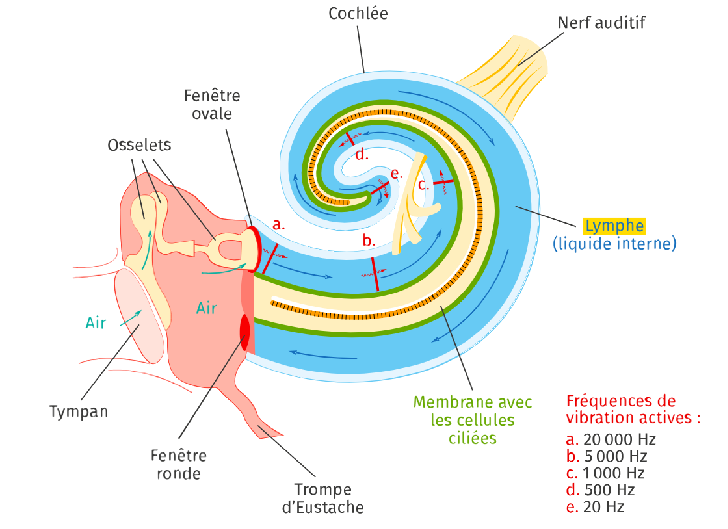 Cochlée
Nerf auditif
Fenêtre
ovale
Osselets
a.
b.
c.
d.
e.
Lymphe
(liquide interne)
Air
Air
Tympan
Fenêtre
ronde
Trompe
d'Eustache
Membrane avec
les cellules
ciliées
Fréquences de
vibration actives :
a. 20 000 Hz
b. 5 000 Hz
c. 1 000 Hz
d. 500 Hz
e. 20 Hz